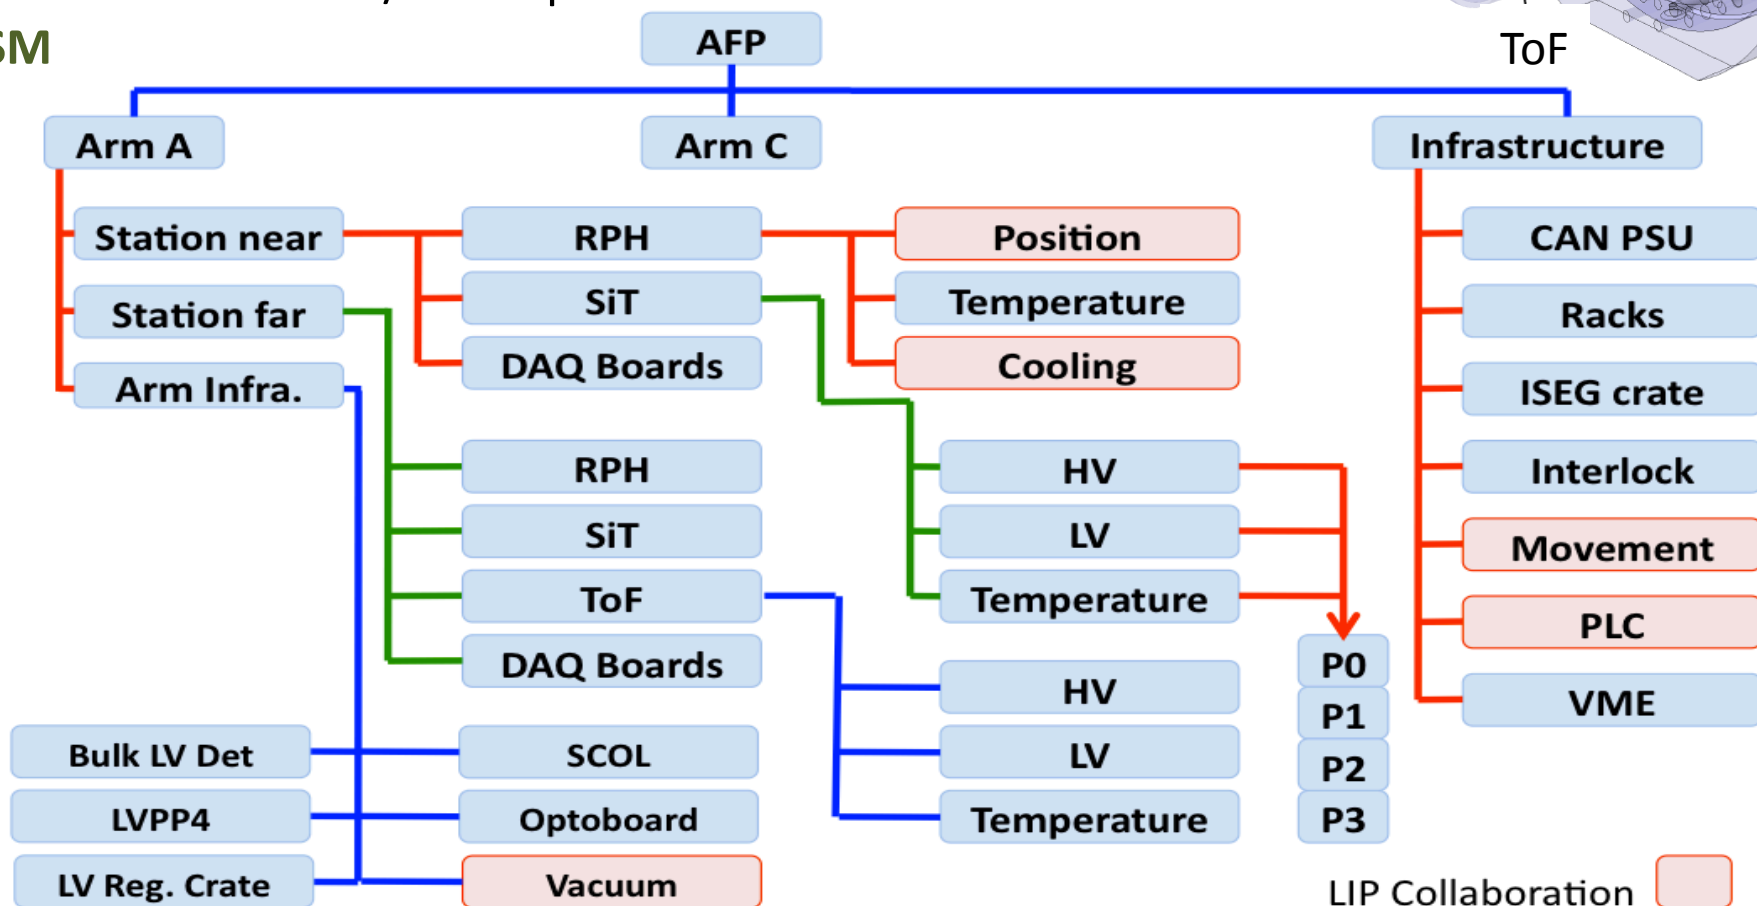 AFP
ToF
Arm A
Arm C
Infrastructure
Station near
RPH
Position
CAN PSU
Station far
SiT
Temperature
Racks
Arm Infra.
DAQ Boards
Cooling
ISEG crate
RPH
HV
Interlock
SiT
LV
Movement
ToF
Temperature
PLC
DAQ Boards
HV
P0
VME
P1
Bulk LV Det
SCOL
LV
P2
LVPP4
Optoboard
Temperature
P3
LV Reg. Crate
Vacuum
LIP Collaboration